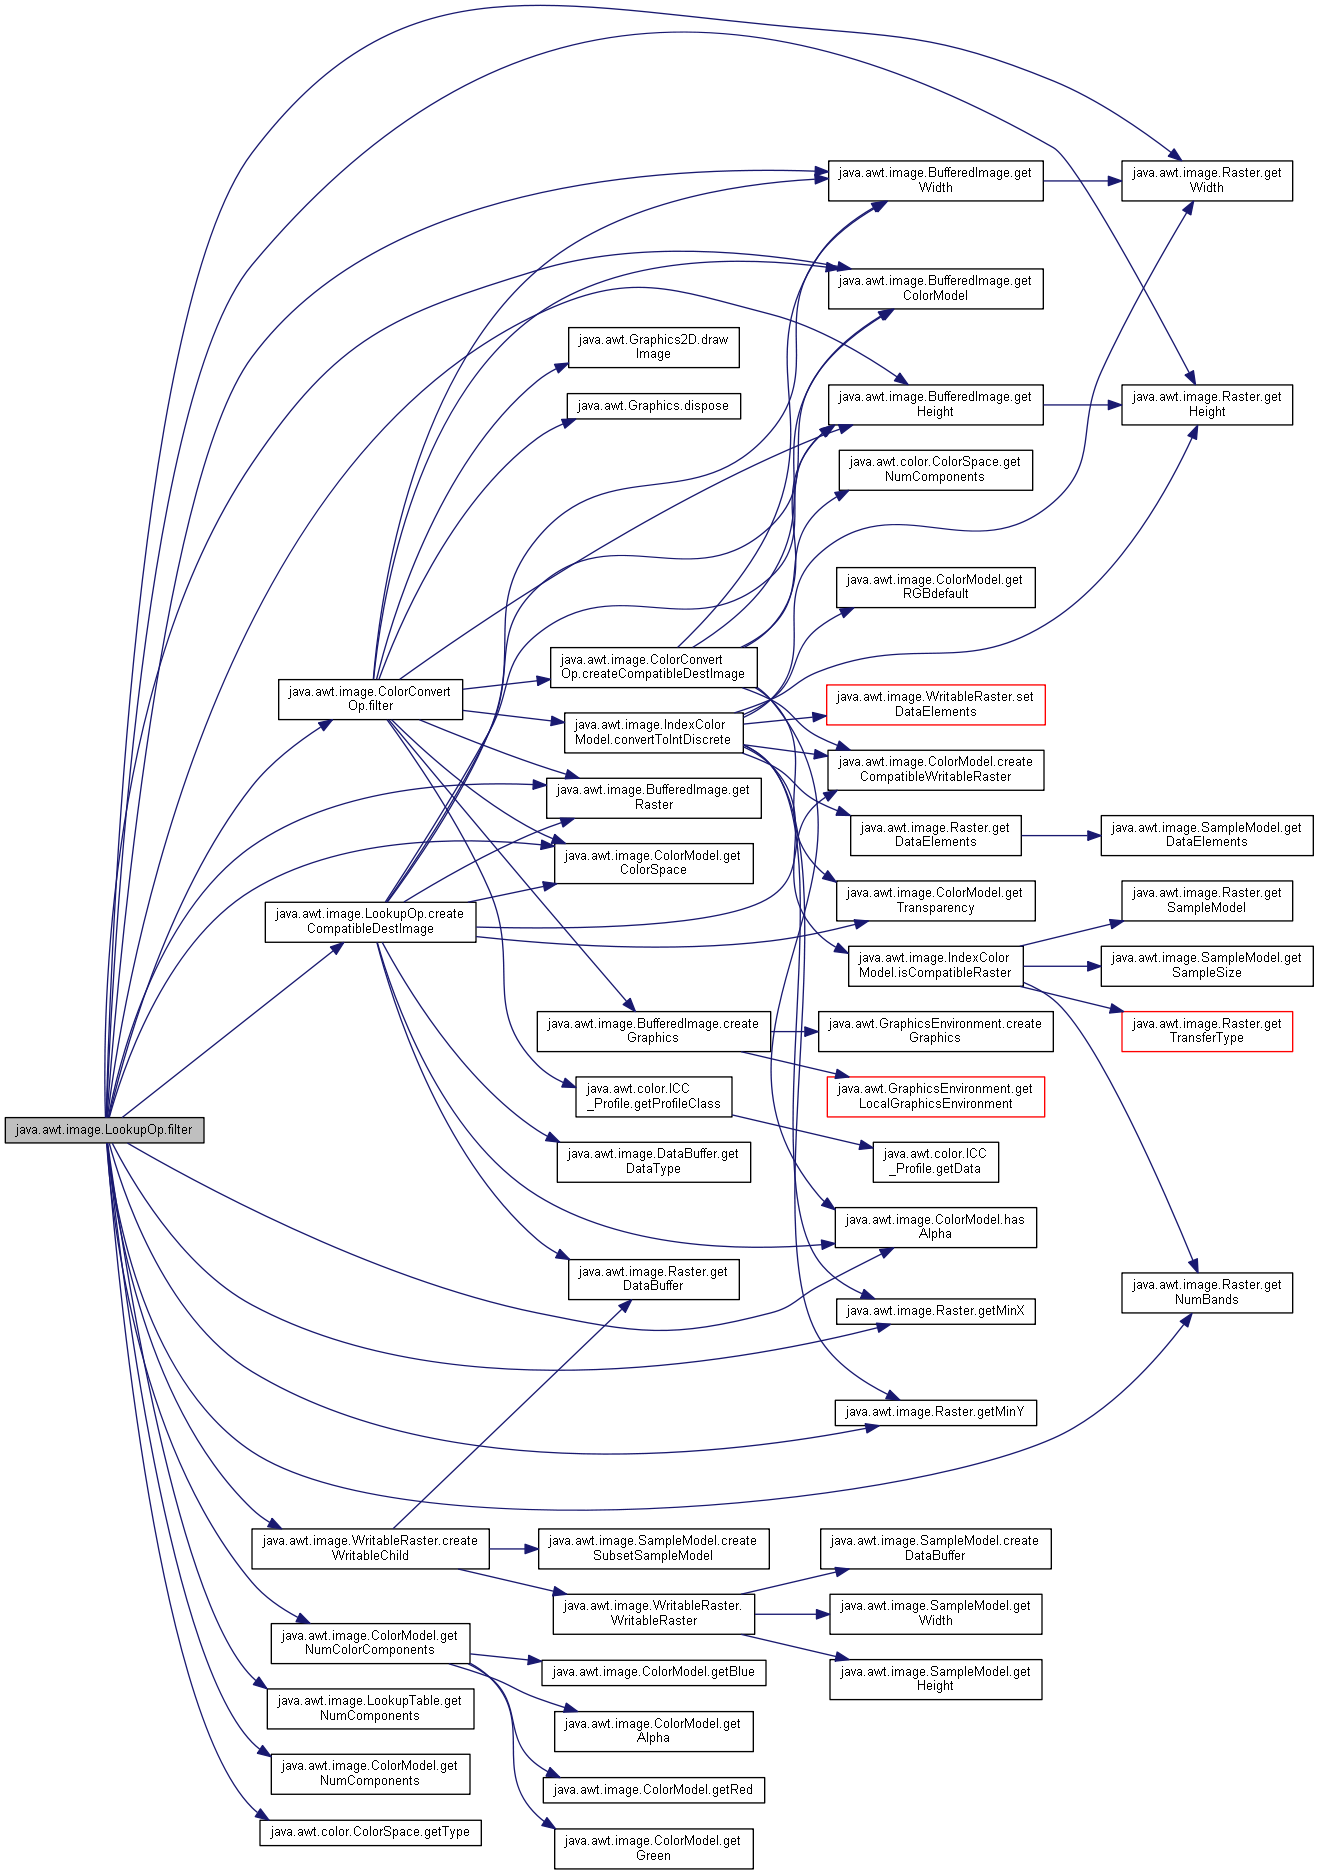 java.awt.image.BufferedImage.get
Width
java.awt.image.Raster.get
Width
java.awt.image.BufferedImage.get
ColorModel
java.awt.Graphics2D.draw
Image
java.awt.Graphics.dispose
java.awt.image.BufferedImage.get
Height
java.awt.image.Raster.get
Height
java.awt.color.ColorSpace.get
NumComponents
java.awt.image.ColorModel.get
RGBdefault
java.awt.image.ColorConvert
Op.createCompatibleDestImage
java.awt.image.ColorConvert
Op.filter
java.awt.image.WritableRaster.set
DataElements
java.awt.image.IndexColor
Model.convertToIntDiscrete
java.awt.image.ColorModel.create
CompatibleWritableRaster
java.awt.image.BufferedImage.get
Raster
java.awt.image.Raster.get
DataElements
java.awt.image.SampleModel.get
DataElements
java.awt.image.ColorModel.get
ColorSpace
java.awt.image.ColorModel.get
Transparency
java.awt.image.Raster.get
SampleModel
java.awt.image.LookupOp.create
CompatibleDestImage
java.awt.image.IndexColor
Model.isCompatibleRaster
java.awt.image.SampleModel.get
SampleSize
java.awt.image.BufferedImage.create
Graphics
java.awt.GraphicsEnvironment.create
Graphics
java.awt.image.Raster.get
TransferType
java.awt.color.ICC
_Profile.getProfileClass
java.awt.GraphicsEnvironment.get
LocalGraphicsEnvironment
java.awt.image.LookupOp.filter
java.awt.image.DataBuffer.get
DataType
java.awt.color.ICC
_Profile.getData
java.awt.image.ColorModel.has
Alpha
java.awt.image.Raster.get
DataBuffer
java.awt.image.Raster.get
NumBands
java.awt.image.Raster.getMinX
java.awt.image.Raster.getMinY
java.awt.image.WritableRaster.create
WritableChild
java.awt.image.SampleModel.create
SubsetSampleModel
java.awt.image.SampleModel.create
DataBuffer
java.awt.image.WritableRaster.
WritableRaster
java.awt.image.SampleModel.get
Width
java.awt.image.ColorModel.get
NumColorComponents
java.awt.image.ColorModel.getBlue
java.awt.image.SampleModel.get
Height
java.awt.image.LookupTable.get
NumComponents
java.awt.image.ColorModel.get
Alpha
java.awt.image.ColorModel.get
NumComponents
java.awt.image.ColorModel.getRed
java.awt.color.ColorSpace.getType
java.awt.image.ColorModel.get
Green